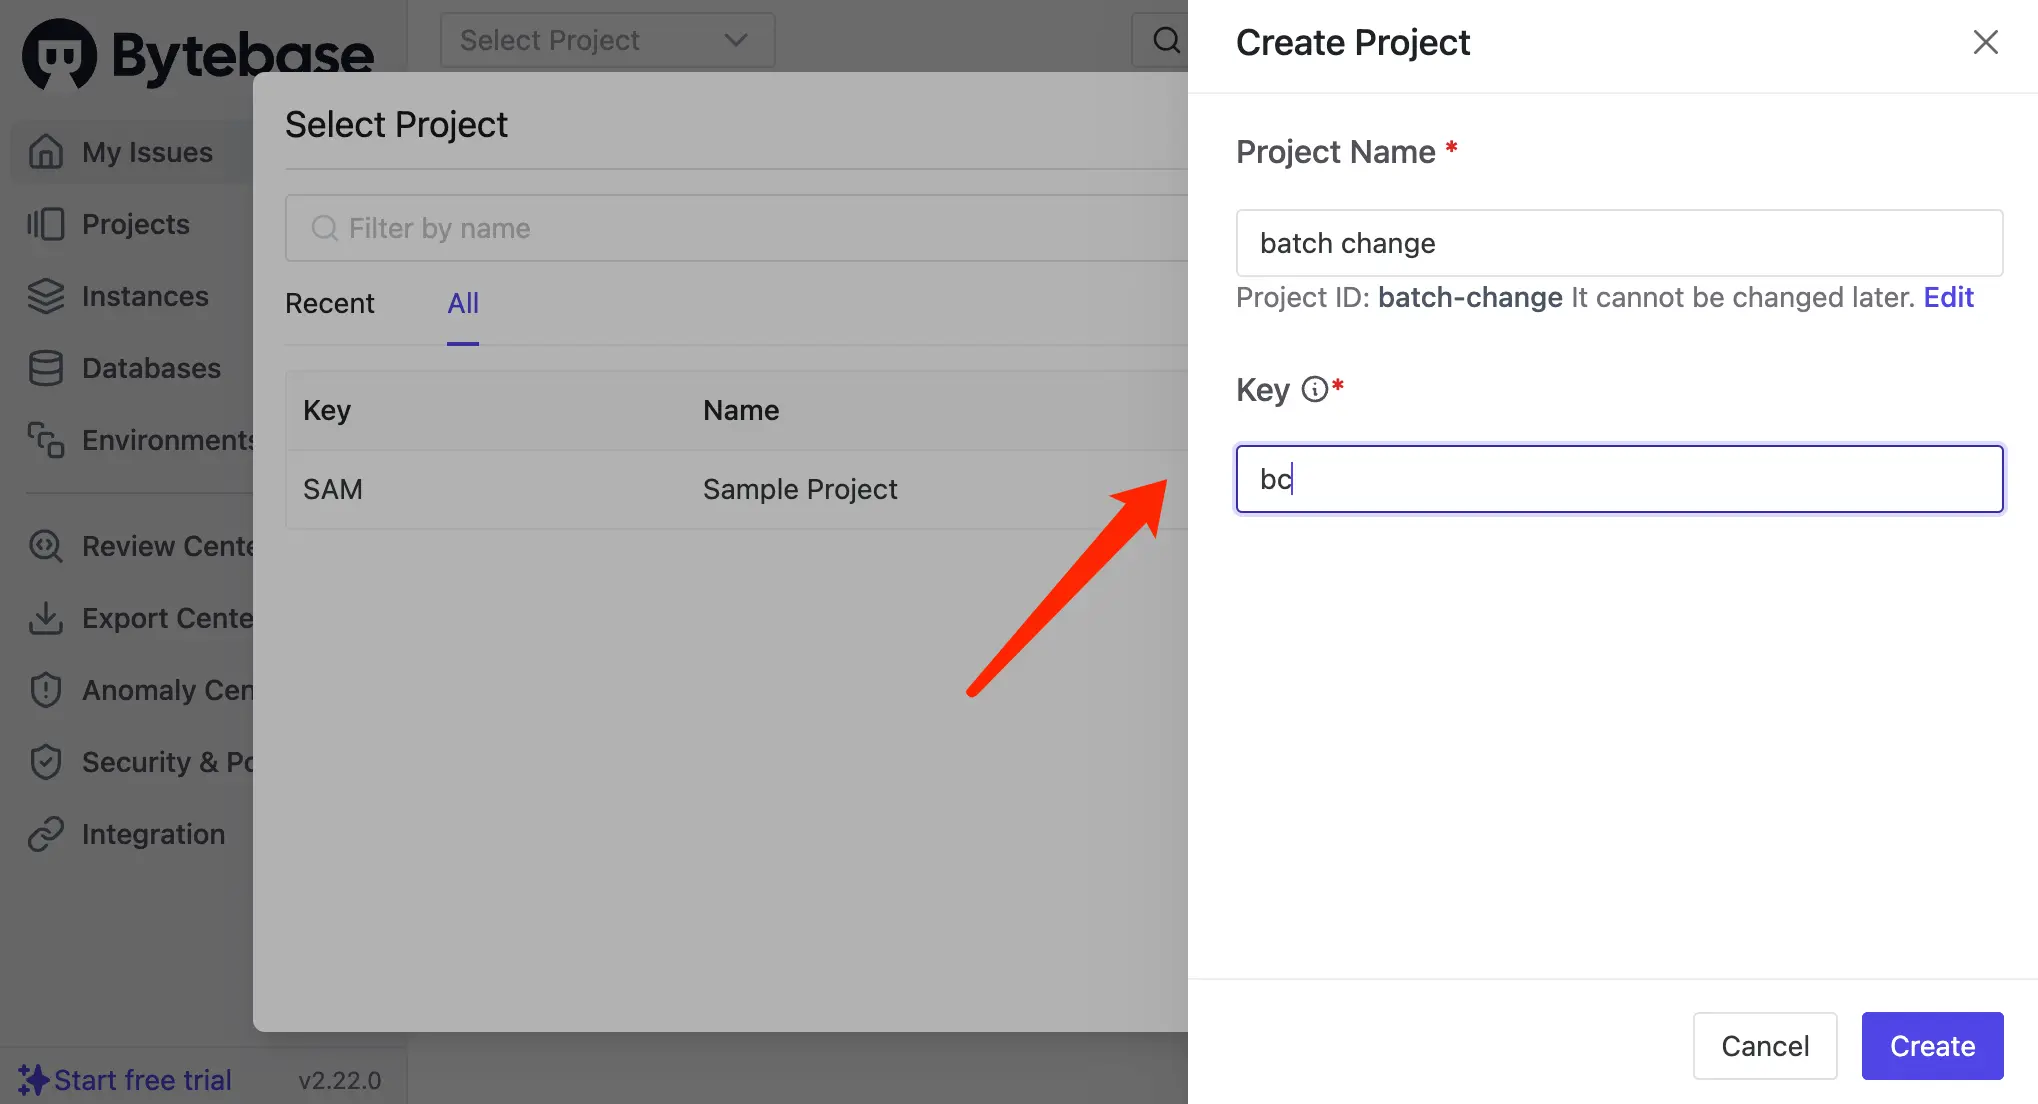 Bytebase
My Issues
Projects
Instances
Databases
Environments
Review Cente
Export Cente
Anomaly Cen
Security & Po
Integration
Start free trial
v2.22.0
Select Project
Select Project
Filter by name
Recent All
Key Name
SAM Sample Project
Create Project
Project Name *
batch change
Project ID: batch-change It cannot be changed later. Edit
Key *
bc
Cancel Create